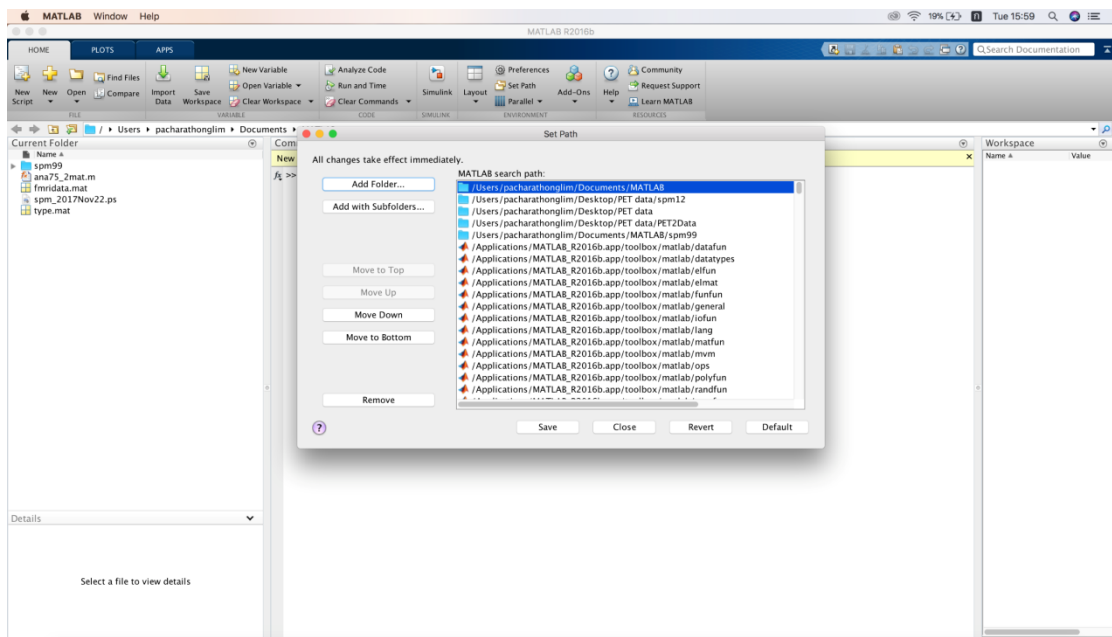 MATLAB Window Help
19% Tue 15:59
MATLAB R2016b
HOME PLOTS APPS
Search Documentation
New Script
New
Open
Find Files
Compare
Import Data
Save Workspace
New Variable
Open Variable
Clear Workspace
Analyze Code
Run and Time
Clear Commands
Simulink
Layout
Preferences
Set Path
Parallel
Add-Ons
Help
Community
Request Support
Learn MATLAB
FILE VARIABLE CODE SIMULINK ENVIRONMENT RESOURCES
/ Users pacharathonglim Documents
Current Folder
Name
spm99
ana75_2mat.m
fmridata.mat
spm_2017Nov22.ps
type.mat
Details
Select a file to view details
Com
New
fx >>
Set Path
All changes take effect immediately.
Add Folder...
Add with Subfolders...
Move to Top
Move Up
Move Down
Move to Bottom
Remove
MATLAB search path:
/Users/pacharathonglim/Documents/MATLAB
/Users/pacharathonglim/Desktop/PET data/spm12
/Users/pacharathonglim/Desktop/PET data
/Users/pacharathonglim/Desktop/PET data/PET2Data
/Users/pacharathonglim/Documents/MATLAB/spm99
/Applications/MATLAB_R2016b.app/toolbox/matlab/datafun
/Applications/MATLAB_R2016b.app/toolbox/matlab/datatypes
/Applications/MATLAB_R2016b.app/toolbox/matlab/elfun
/Applications/MATLAB_R2016b.app/toolbox/matlab/elmat
/Applications/MATLAB_R2016b.app/toolbox/matlab/funfun
/Applications/MATLAB_R2016b.app/toolbox/matlab/general
/Applications/MATLAB_R2016b.app/toolbox/matlab/iofun
/Applications/MATLAB_R2016b.app/toolbox/matlab/lang
/Applications/MATLAB_R2016b.app/toolbox/matlab/matfun
/Applications/MATLAB_R2016b.app/toolbox/matlab/mvm
/Applications/MATLAB_R2016b.app/toolbox/matlab/ops
/Applications/MATLAB_R2016b.app/toolbox/matlab/polyfun
/Applications/MATLAB_R2016b.app/toolbox/matlab/randfun
? Save Close Revert Default
Workspace
Name Value